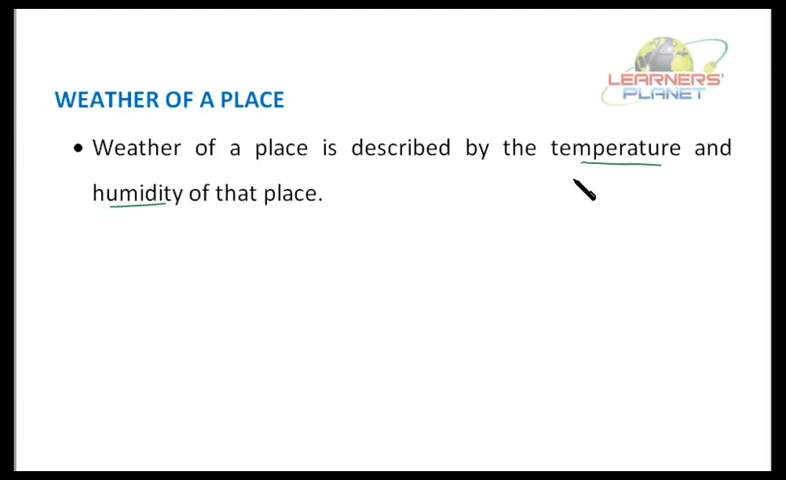 LEARNERS'
PLANET
WEATHER OF A PLACE
• Weather of a place is described by the temperature and
humidity of that place.